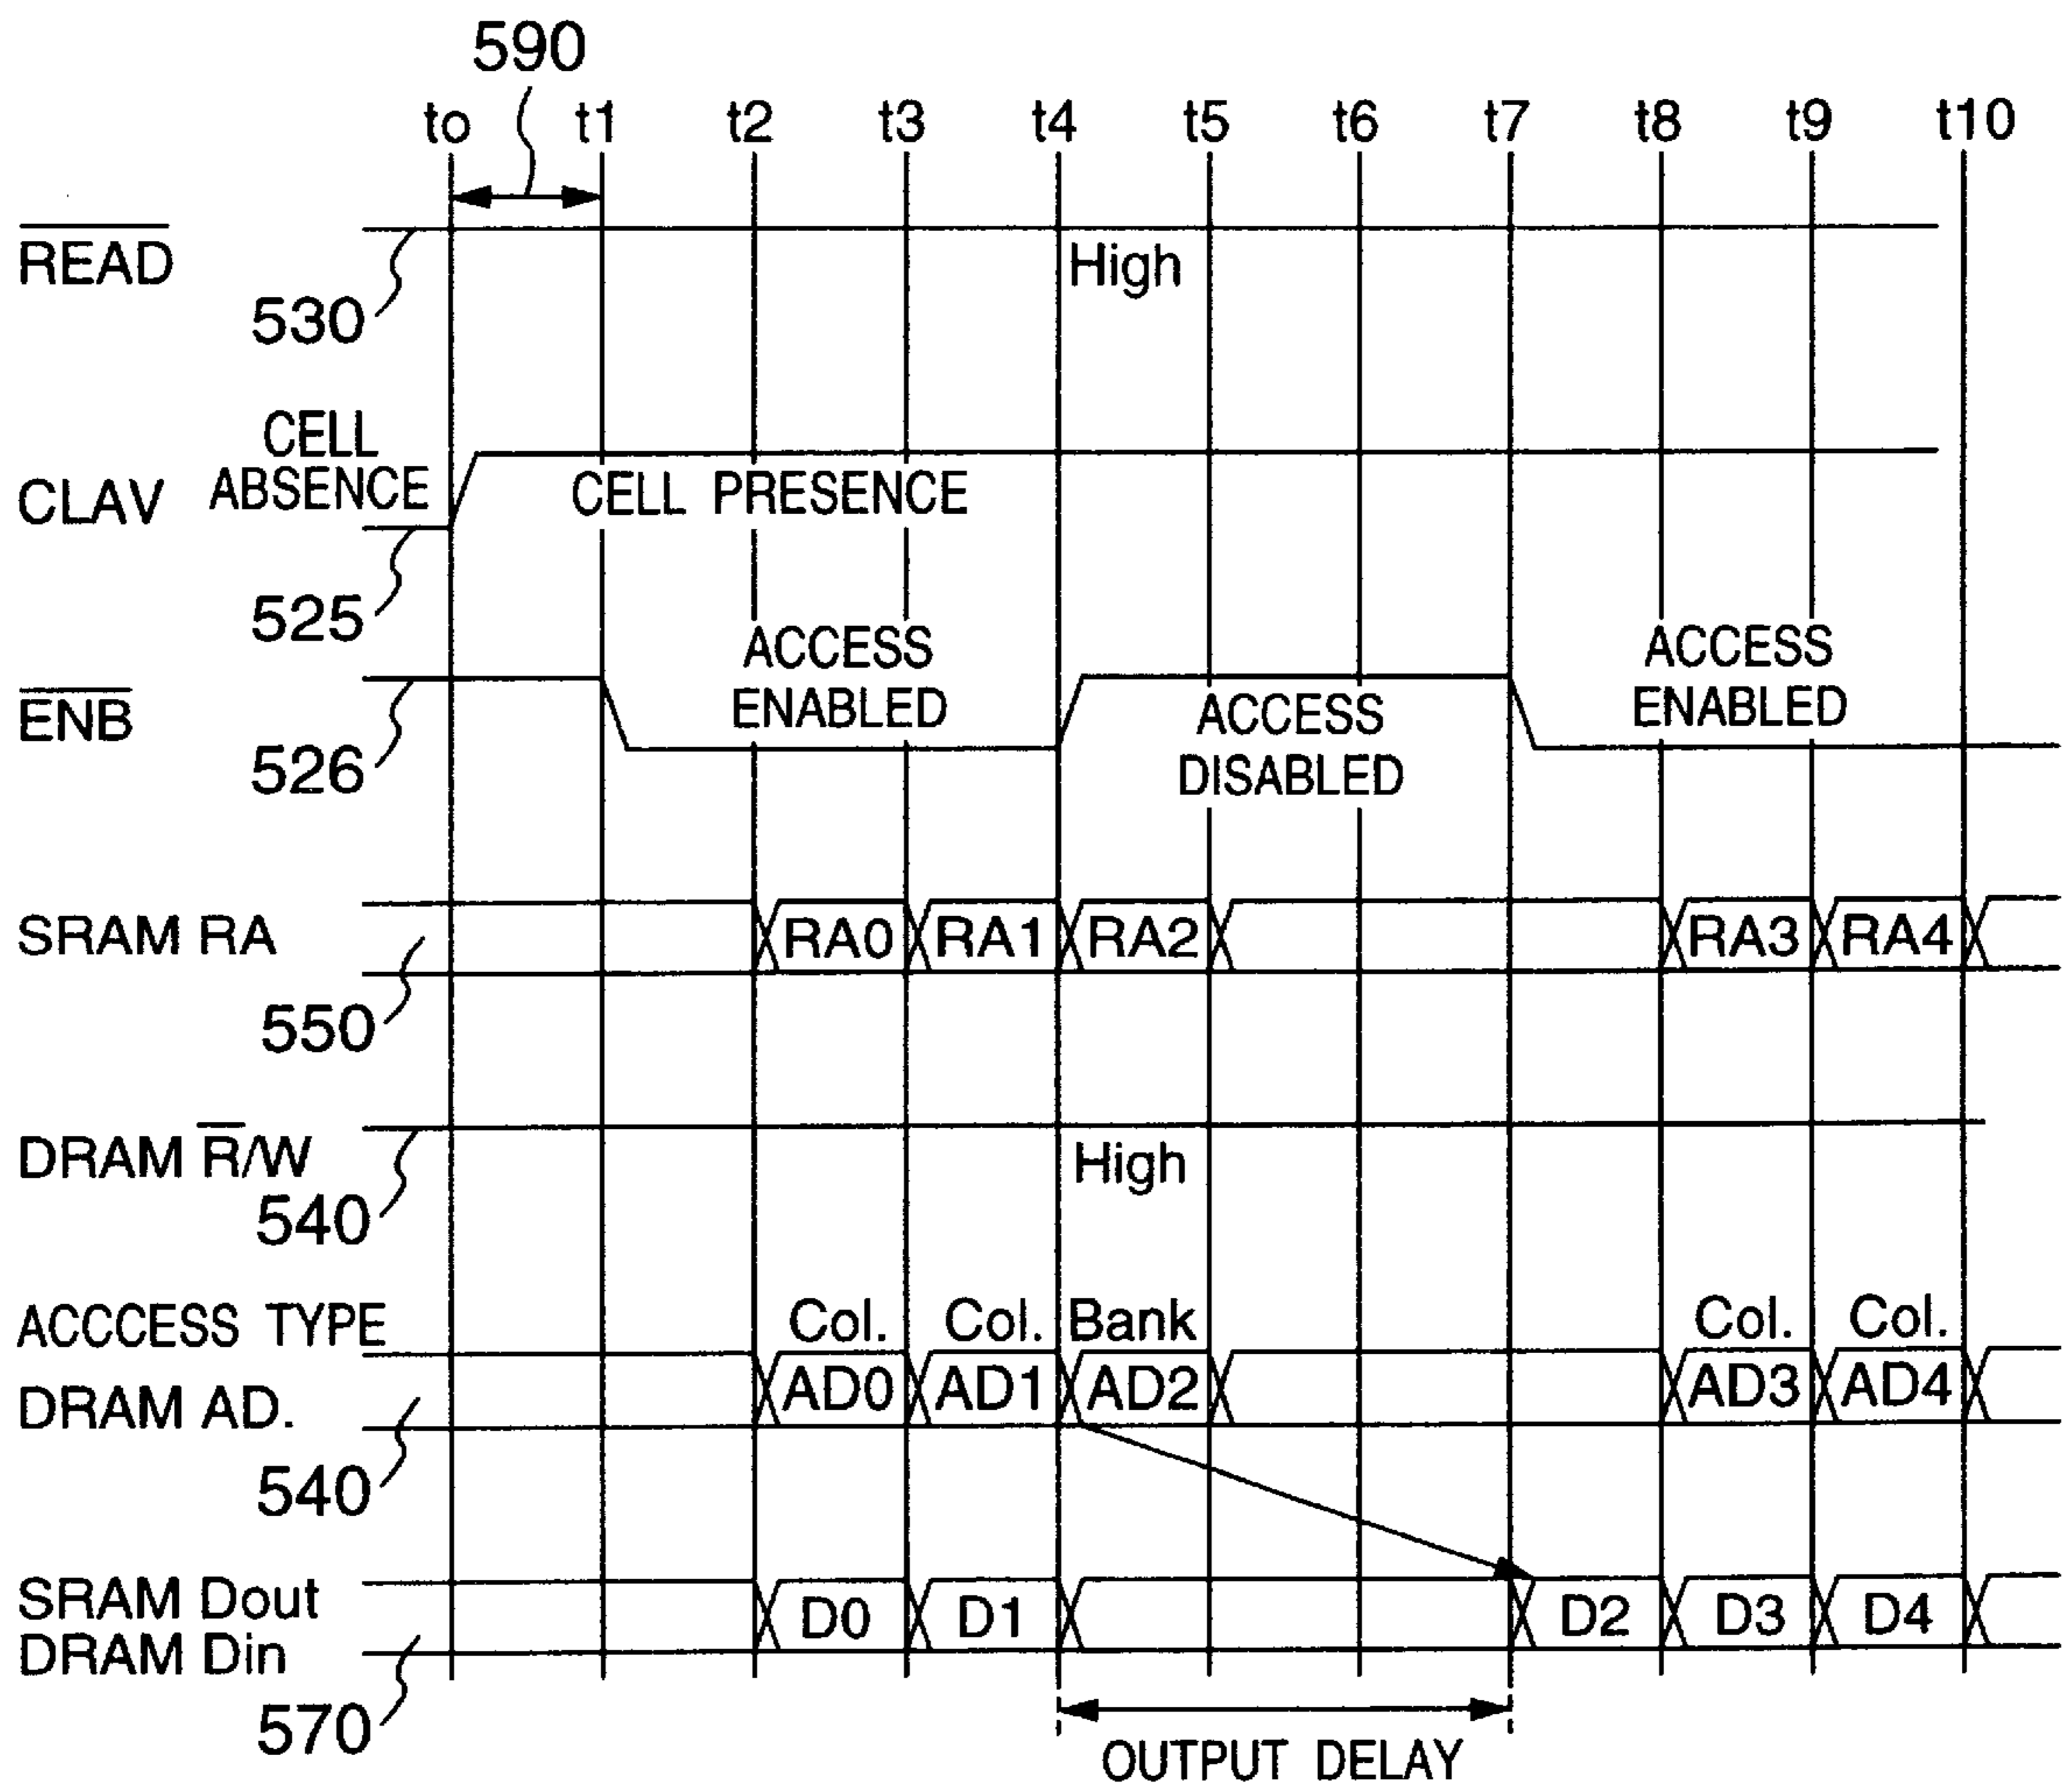 590
to t1 t2 t3 t4 t5 t6 t7 t8 t9 t10
READ
High
530
CELL
ABSENCE
CLAV
CELL PRESENCE
525
ACCESS
ENABLED
ACCESS
DISABLED
ACCESS
ENABLED
ENB
526
SRAM RA
RA0 RA1 RA2 RA3 RA4
550
DRAM R/W
High
540
ACCCESS TYPE
Col. Col. Bank Col. Col.
DRAM AD.
AD0 AD1 AD2 AD3 AD4
540
SRAM Dout
DRAM Din
D0 D1 D2 D3 D4
570
OUTPUT DELAY